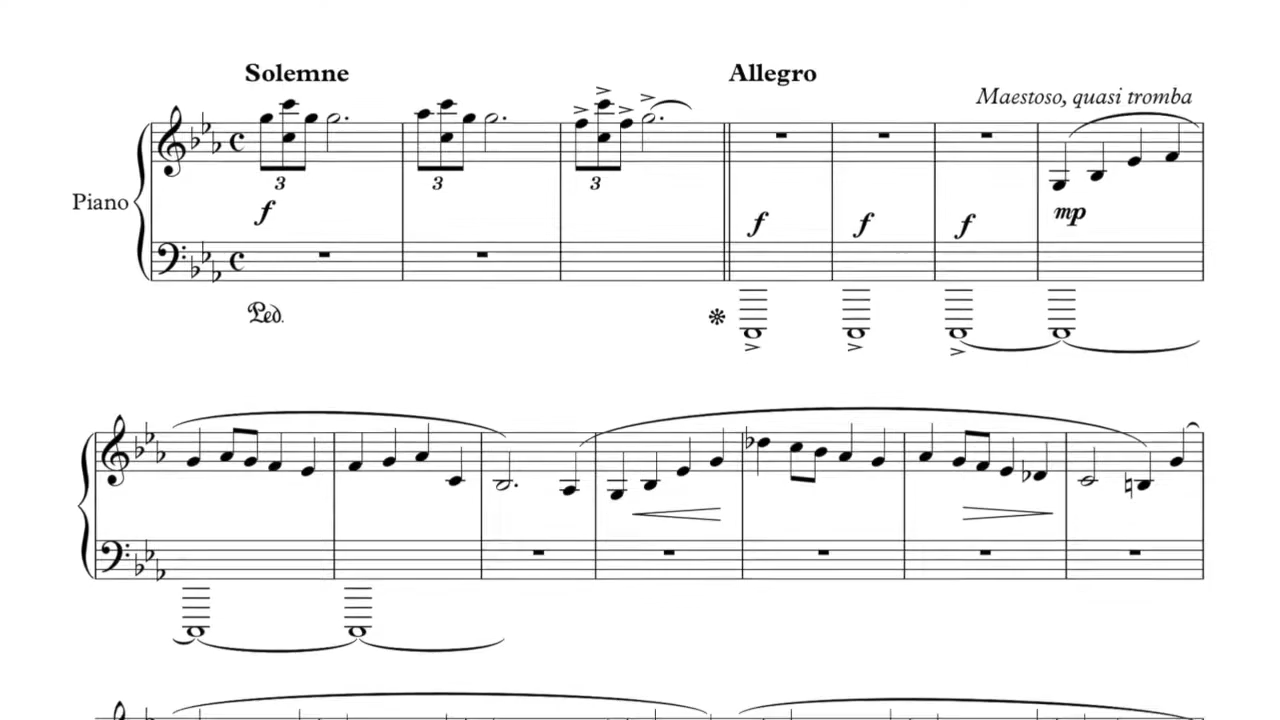 Solemne Allegro
Maestoso, quasi tromba
3 3 3
Piano
f f f f mp
Ped.